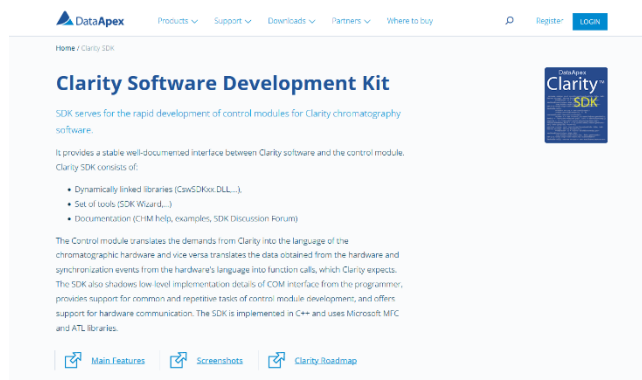 DataApex Products Support Downloads Partners Where to buy Register LOGIN
Home / Clarity SDK
Clarity Software Development Kit
DataApex
Clarity™
SDK
SDK serves for the rapid development of control modules for Clarity chromatography
software.
It provides a stable well-documented interface between Clarity software and the control module.
Clarity SDK consists of:
• Dynamically linked libraries (CswSDKxx.DLL,...),
• Set of tools (SDK Wizard,...)
• Documentation (CHM help, examples, SDK Discussion Forum)
The Control module translates the demands from Clarity into the language of the
chromatographic hardware and vice versa translates the data obtained from the hardware and
synchronization events from the hardware's language into function calls, which Clarity expects.
The SDK also shadows low-level implementation details of COM interface from the programmer,
provides support for common and repetitive tasks of control module development, and offers
support for hardware communication. The SDK is implemented in C++ and uses Microsoft MFC
and ATL libraries.
Main Features Screenshots Clarity Roadmap